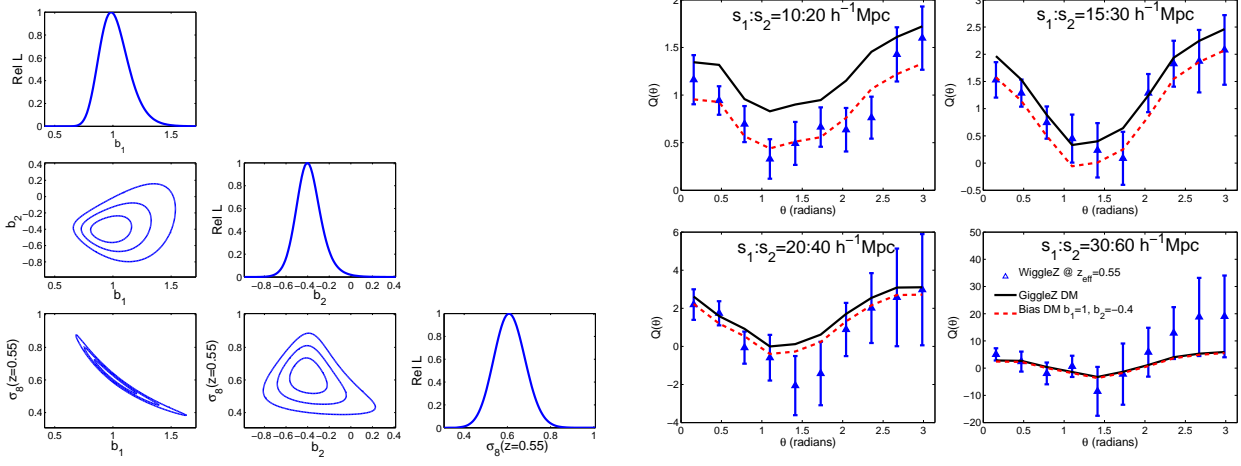 Rel L
1
0.8
0.6
0.4
0.2
0
0.5 1 1.5
b1
b2
0.4
0.2
0
−0.2
−0.4
−0.6
−0.8
−1
0.5 1 1.5
b1
Rel L
1
0.8
0.6
0.4
0.2
0
−0.8 −0.6 −0.4 −0.2 0 0.2 0.4
b2
σ8(z=0.55)
1
0.8
0.6
0.4
0.5 1 1.5
b1
σ8(z=0.55)
1
0.8
0.6
0.4
−0.8 −0.6 −0.4 −0.2 0 0.2 0.4
b2
Rel L
1
0.8
0.6
0.4
0.2
0
0.4 0.6 0.8 1
σ8(z=0.55)
s1:s2=10:20 h−1Mpc
Q(θ)
2
1.5
1
0.5
0
0 0.5 1 1.5 2 2.5 3
θ (radians)
s1:s2=15:30 h−1Mpc
Q(θ)
3
2.5
2
1.5
1
0.5
0
−0.5
0 0.5 1 1.5 2 2.5 3
θ (radians)
s1:s2=20:40 h−1Mpc
Q(θ)
6
4
2
0
−2
−4
0 0.5 1 1.5 2 2.5 3
θ (radians)
s1:s2=30:60 h−1Mpc
WiggleZ @ zeff=0.55
GiggleZ DM
Bias DM b1=1, b2=−0.4
Q(θ)
50
40
30
20
10
0
−10
−20
0 0.5 1 1.5 2 2.5 3
θ (radians)